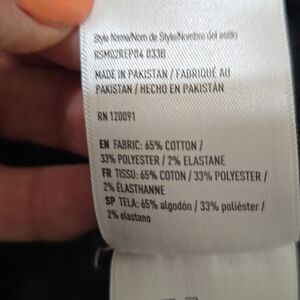 Style Name/Nom de Style/Nombre del estilo
RSM02REP04 033B
MADE IN PAKISTAN / FABRIQUÉ AU
PAKISTAN / HECHO EN PAKISTÁN
RN 120091
EN FABRIC: 65% COTTON /
33% POLYESTER / 2% ELASTANE
FR TISSU: 65% COTON / 33% POLYESTER /
2% ÉLASTHANNE
SP TELA: 65% algodón / 33% poliéster /
2% elastano